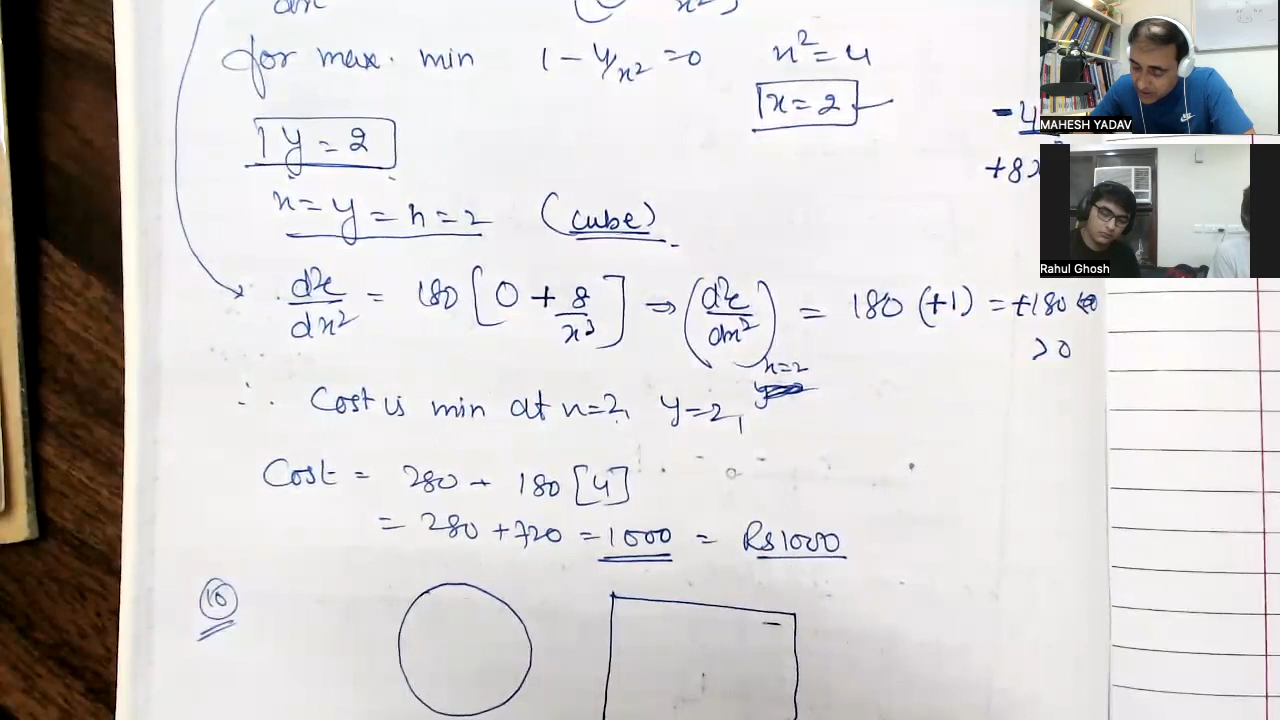 for max. min 1 - 4/x² = 0 x² = 4
x = 2
y = 2
x = y = h = 2 (cube)
d²c/dx² = 180 [0 + 8/x³] ⇒ (d²c/dx²) x=2 = 180 (+1) = +180
> 0
∴ Cost is min at x=2, y=2,
Cost = 280 + 180 [4]
= 280 + 720 = 1000 = Rs 1000
10
MAHESH YADAV
Rahul Ghosh